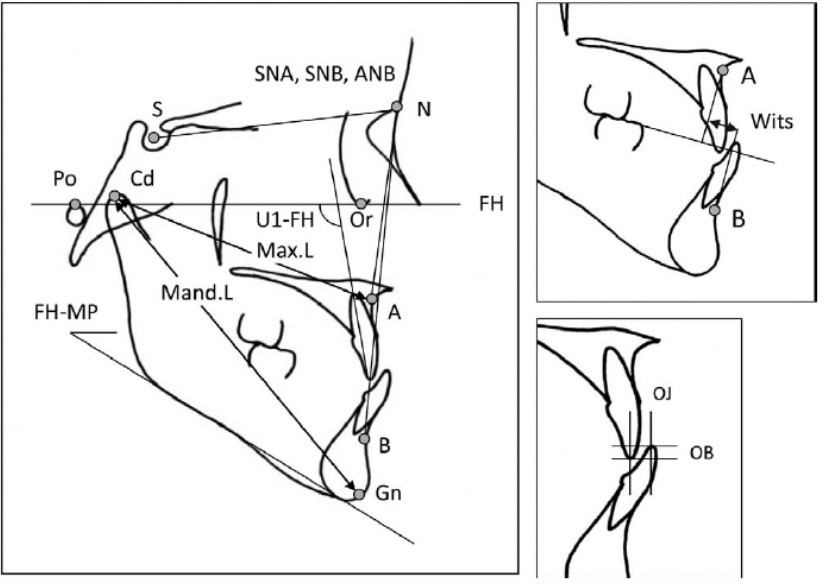 SNA, SNB, ANB
S
N
Po
Cd
FH
U1-FH
Or
Max.L
Mand.L
A
FH-MP
B
Gn
A
Wits
B
OJ
OB